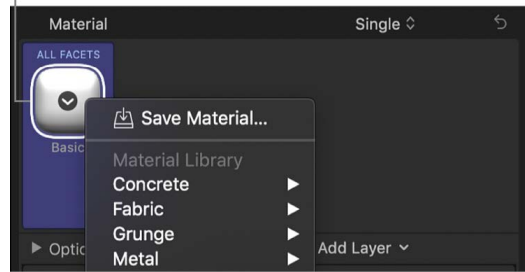 Material Single
ALL FACETS
Basic
Save Material...
Material Library
Concrete
Fabric
Grunge
Metal
Add Layer